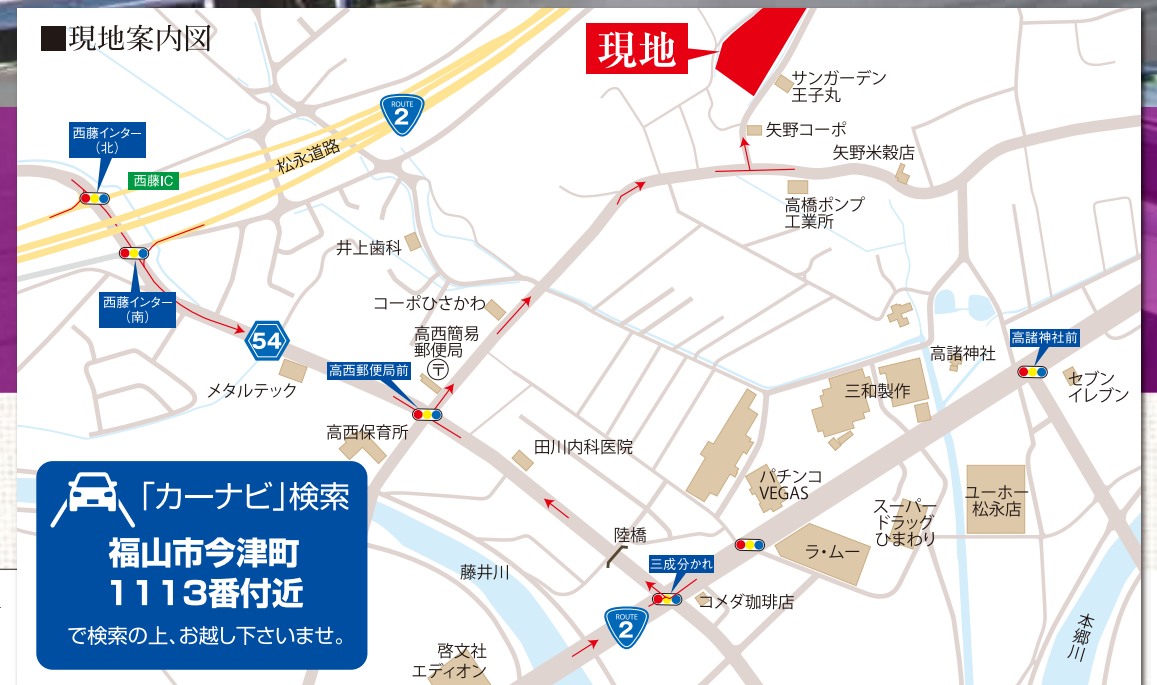 ■現地案内図
現地
サンガーデン
王子丸
ROUTE
2
西藤インター
(北)
矢野コーポ
松永道路
矢野米穀店
西藤IC
高橋ポンプ
工業所
井上歯科
西藤インター
(南)
コーポひさかわ
高西簡易
郵便局
〒
54
高諸神社前
高諸神社
高西郵便局前
メタルテック
三和製作
セブン
イレブン
高西保育所
田川内科医院
パチンコ
VEGAS
「カーナビ」検索
福山市今津町
1113番付近
で検索の上、お越し下さいませ。
スーパー
ドラッグ
ひまわり
ユーホー
松永店
陸橋
ラ・ムー
三成分かれ
藤井川
コメダ珈琲店
ROUTE
2
本郷川
啓文社
エディオン